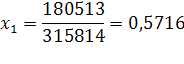 x₁ = 180513/315814 = 0,5716